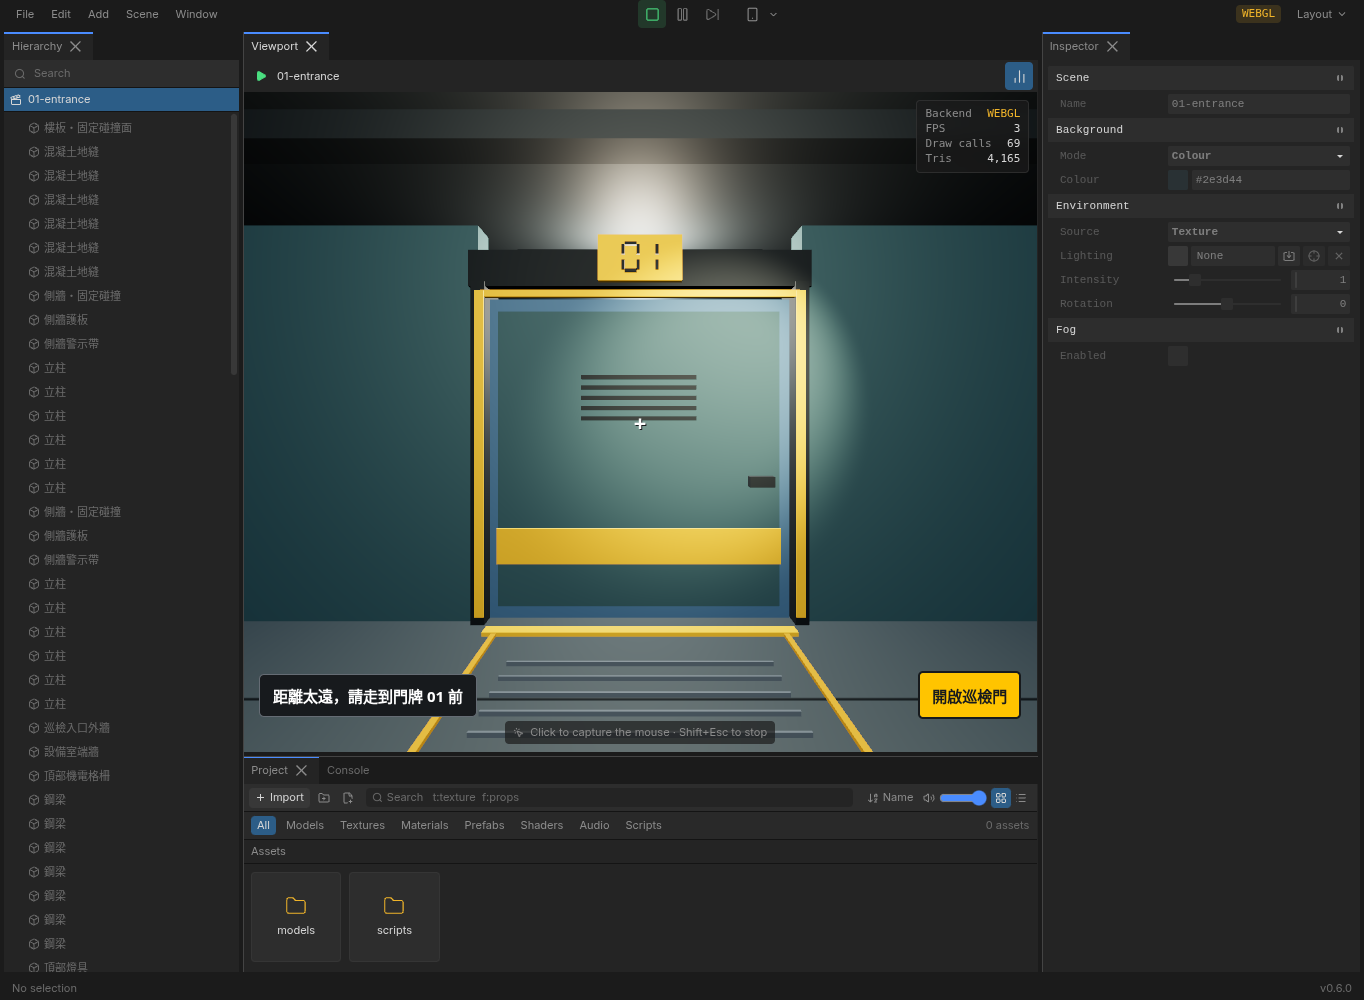 File Edit Add Scene Window
WEBGL Layout
Hierarchy
Search
01-entrance
樓板・固定碰撞面
混凝土地縫
混凝土地縫
混凝土地縫
混凝土地縫
混凝土地縫
混凝土地縫
側牆・固定碰撞
側牆護板
側牆警示帶
立柱
立柱
立柱
立柱
立柱
立柱
側牆・固定碰撞
側牆護板
側牆警示帶
立柱
立柱
立柱
立柱
立柱
立柱
巡檢入口外牆
設備室端牆
頂部機電格柵
鋼梁
鋼梁
鋼梁
鋼梁
鋼梁
鋼梁
鋼梁
頂部燈具
Viewport
01-entrance
Backend WEBGL
FPS 3
Draw calls 69
Tris 4,165
01
距離太遠，請走到門牌 01 前
開啟巡檢門
Click to capture the mouse · Shift+Esc to stop
Project Console
Import
Search t:texture f:props
Name
All Models Textures Materials Prefabs Shaders Audio Scripts 0 assets
Assets
models scripts
Inspector
Scene
Name 01-entrance
Background
Mode Colour
Colour #2e3d44
Environment
Source Texture
Lighting None
Intensity 1
Rotation 0
Fog
Enabled
No selection
v0.6.0